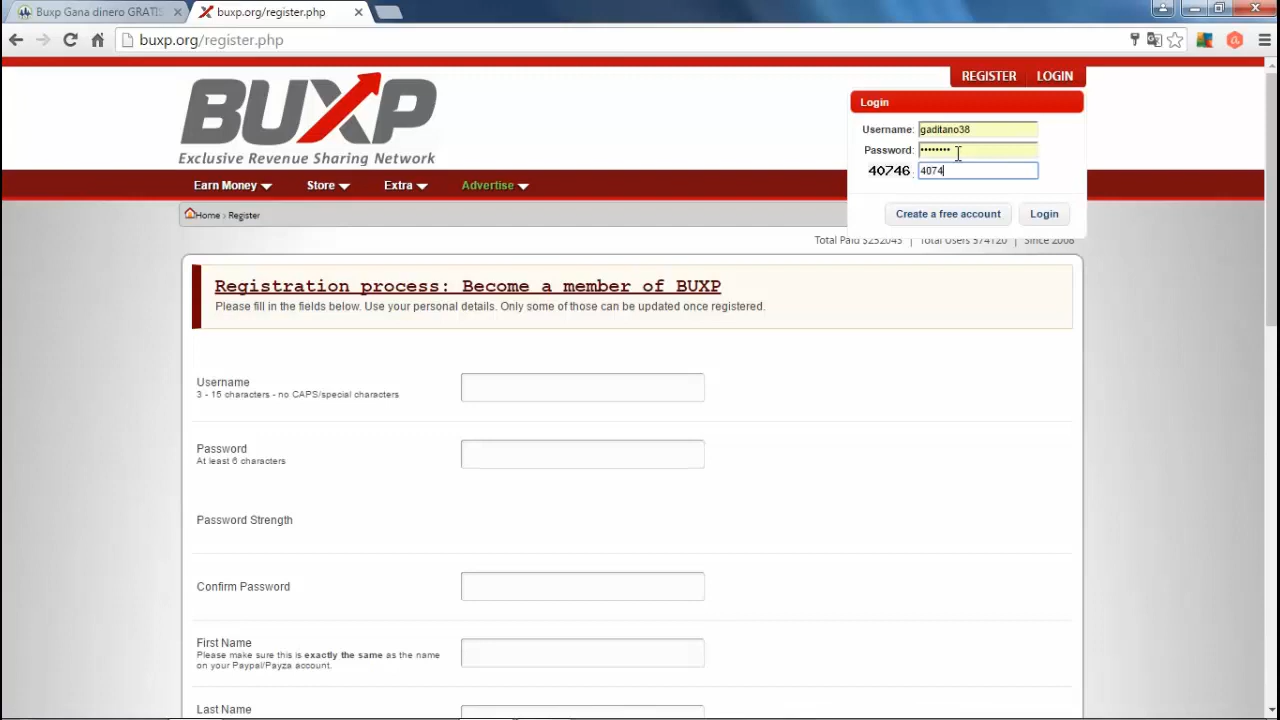 Buxp Gana dinero GRATIS
buxp.org/register.php
buxp.org/register.php
REGISTER LOGIN
BUXP
Exclusive Revenue Sharing Network
Login
Username: gaditano38
Password: ••••••••
40746 : 4074
Create a free account Login
Earn Money Store Extra Advertise
Home › Register
Total Paid $252045 | Total Users 574120 | Since 2008
Registration process: Become a member of BUXP
Please fill in the fields below. Use your personal details. Only some of those can be updated once registered.
Username
3 - 15 characters - no CAPS/special characters
Password
At least 6 characters
Password Strength
Confirm Password
First Name
Please make sure this is exactly the same as the name
on your Paypal/Payza account.
Last Name